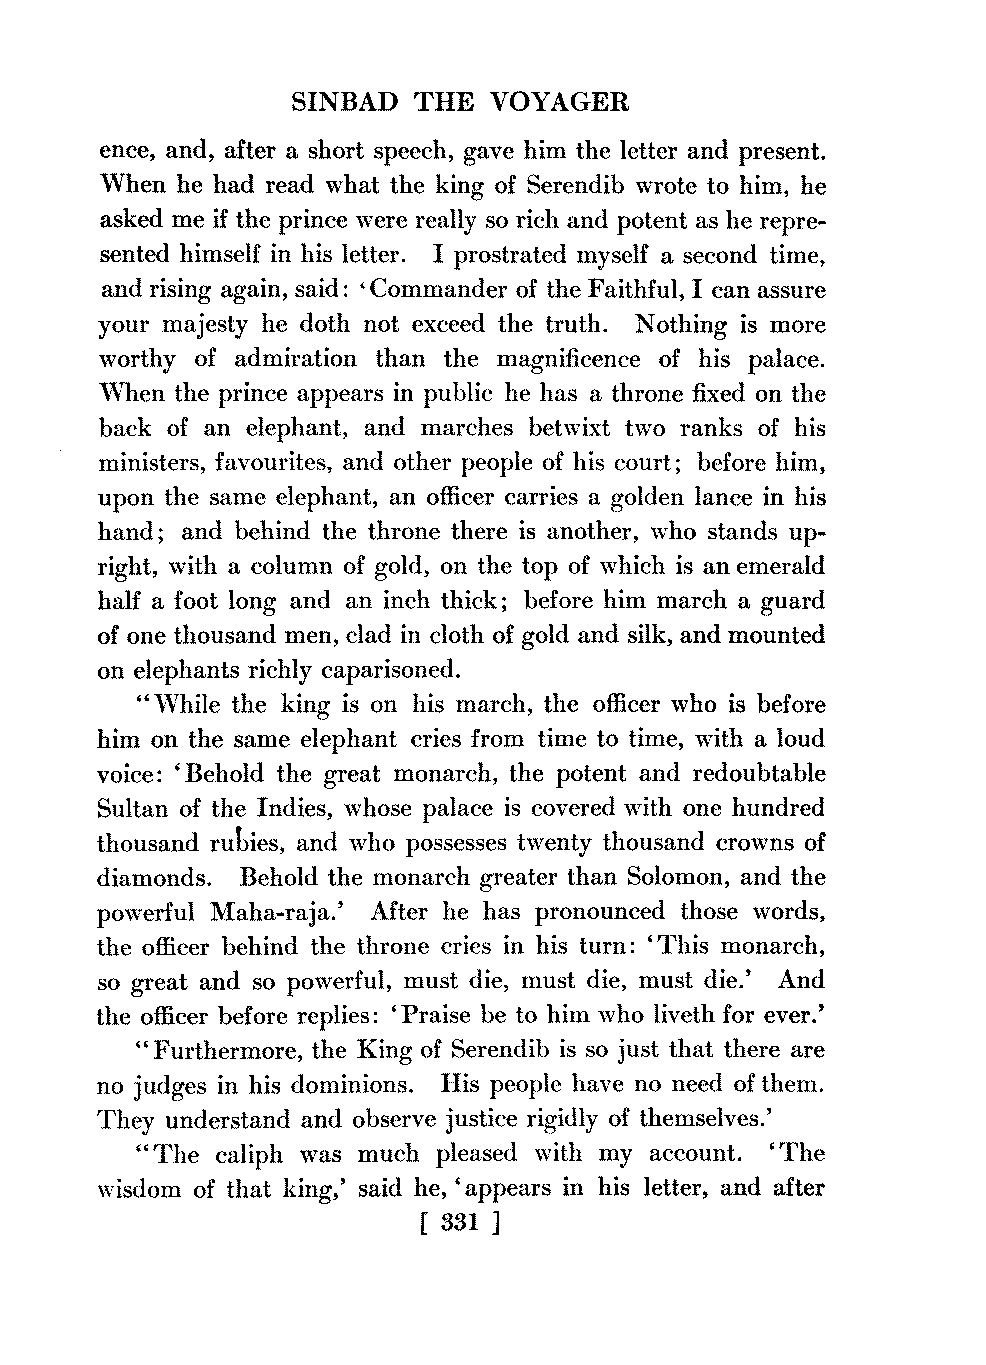 SINBAD THE VOYAGER
ence, and, after a short speech, gave him the letter and present.
When he had read what the king of Serendib wrote to him, he
asked me if the prince were really so rich and potent as he repre-
sented himself in his letter. I prostrated myself a second time,
and rising again, said: ‘Commander of the Faithful, I can assure
your majesty he doth not exceed the truth. Nothing is more
worthy of admiration than the magnificence of his palace.
When the prince appears in public he has a throne fixed on the
back of an elephant, and marches betwixt two ranks of his
ministers, favourites, and other people of his court; before him,
upon the same elephant, an officer carries a golden lance in his
hand; and behind the throne there is another, who stands up-
right, with a column of gold, on the top of which is an emerald
half a foot long and an inch thick; before him march a guard
of one thousand men, clad in cloth of gold and silk, and mounted
on elephants richly caparisoned.
“While the king is on his march, the officer who is before
him on the same elephant cries from time to time, with a loud
voice: ‘Behold the great monarch, the potent and redoubtable
Sultan of the Indies, whose palace is covered with one hundred
thousand rubies, and who possesses twenty thousand crowns of
diamonds. Behold the monarch greater than Solomon, and the
powerful Maha-raja.’ After he has pronounced those words,
the officer behind the throne cries in his turn: ‘This monarch,
so great and so powerful, must die, must die, must die.’ And
the officer before replies: ‘Praise be to him who liveth for ever.’
“Furthermore, the King of Serendib is so just that there are
no judges in his dominions. His people have no need of them.
They understand and observe justice rigidly of themselves.’
“The caliph was much pleased with my account. ‘The
wisdom of that king,’ said he, ‘appears in his letter, and after
[ 331 ]